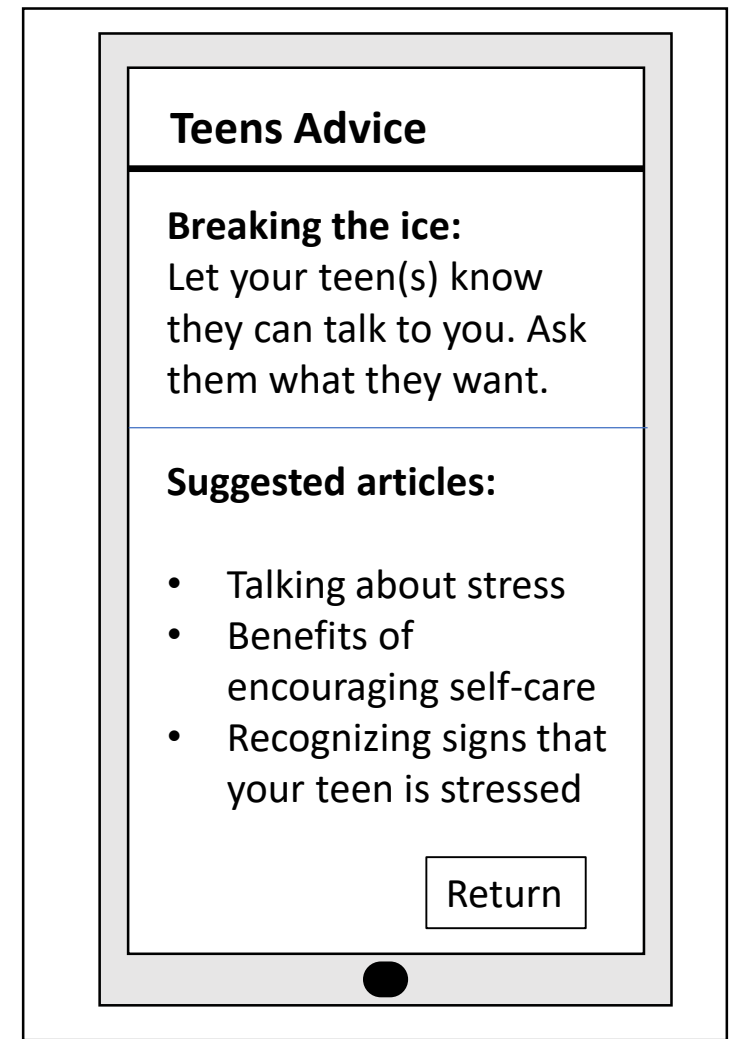 Teens Advice
Breaking the ice:
Let your teen(s) know
they can talk to you. Ask
them what they want.
Suggested articles:
• Talking about stress
• Benefits of
encouraging self-care
• Recognizing signs that
your teen is stressed
Return